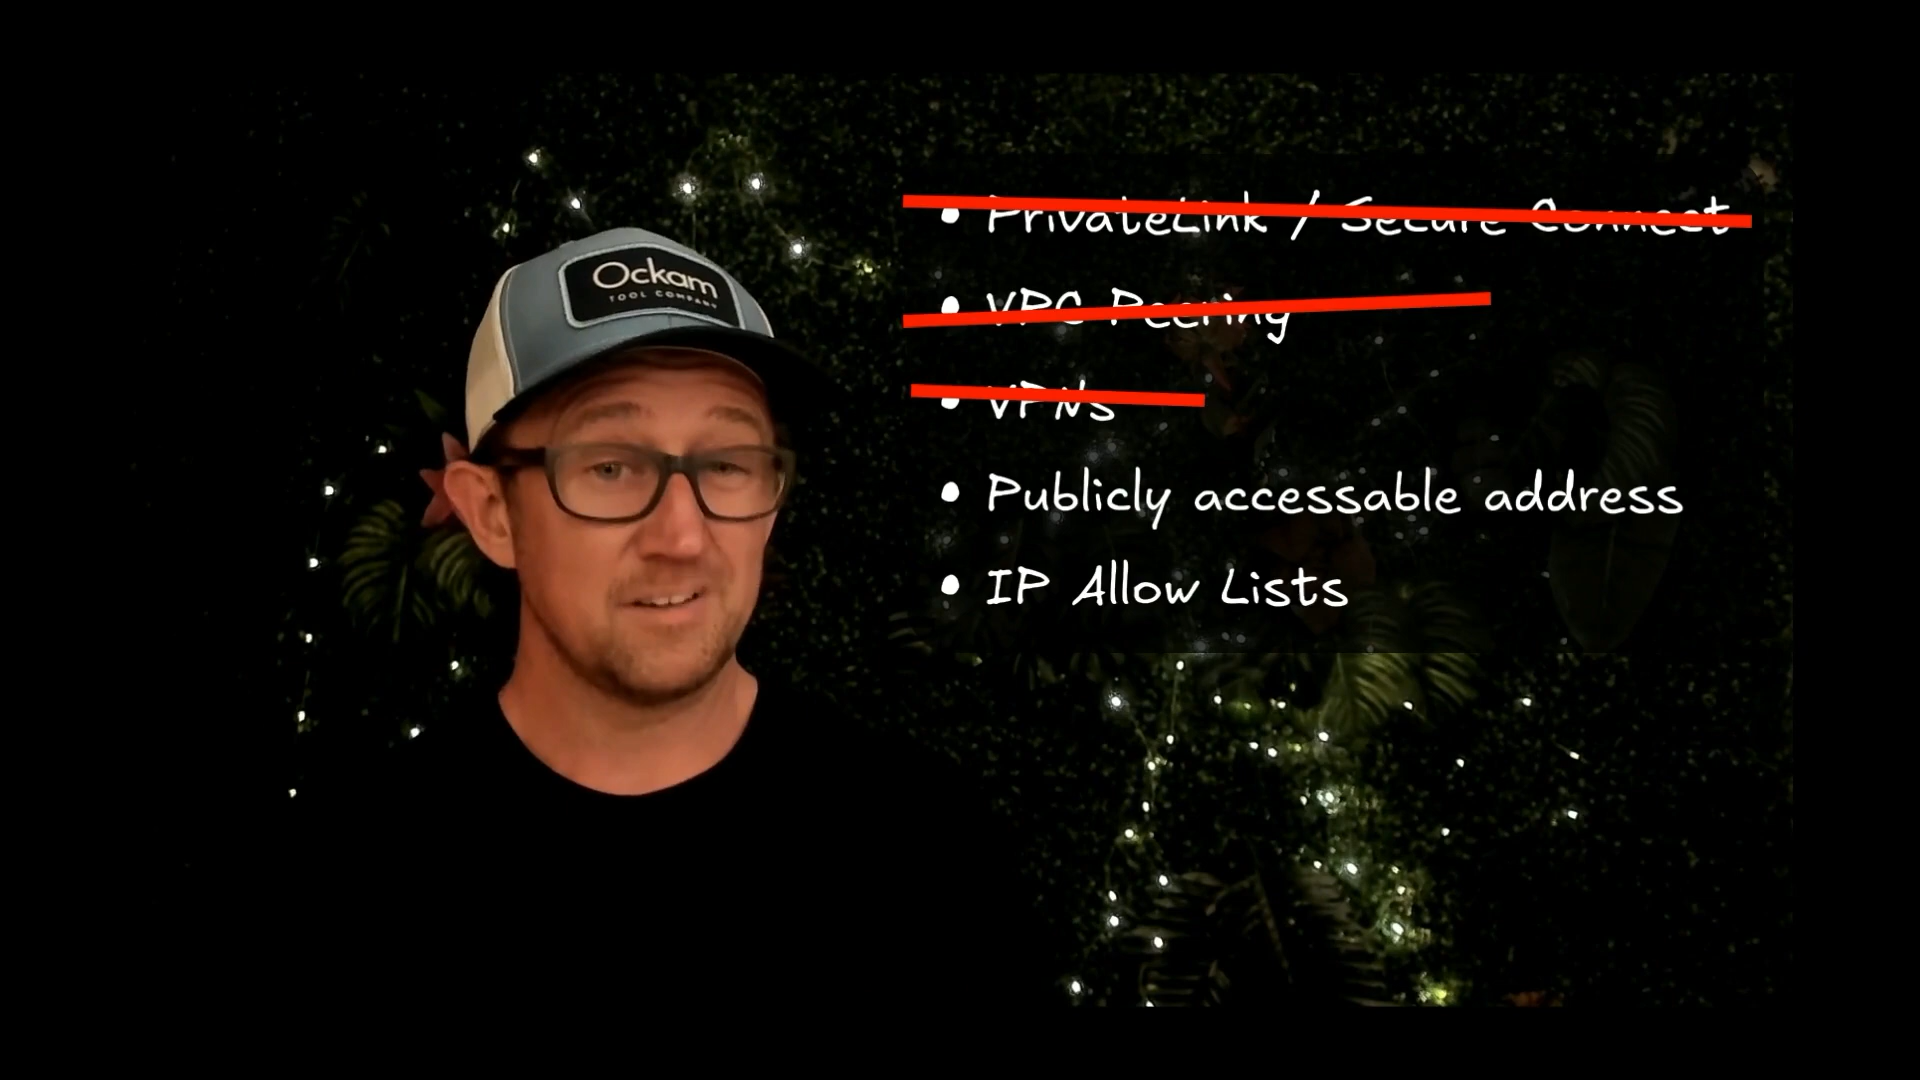 Ockam
TOOL COMPANY
• PrivateLink / Secure Connect
• VPC Peering
• VPNs
• Publicly accessable address
• IP Allow Lists